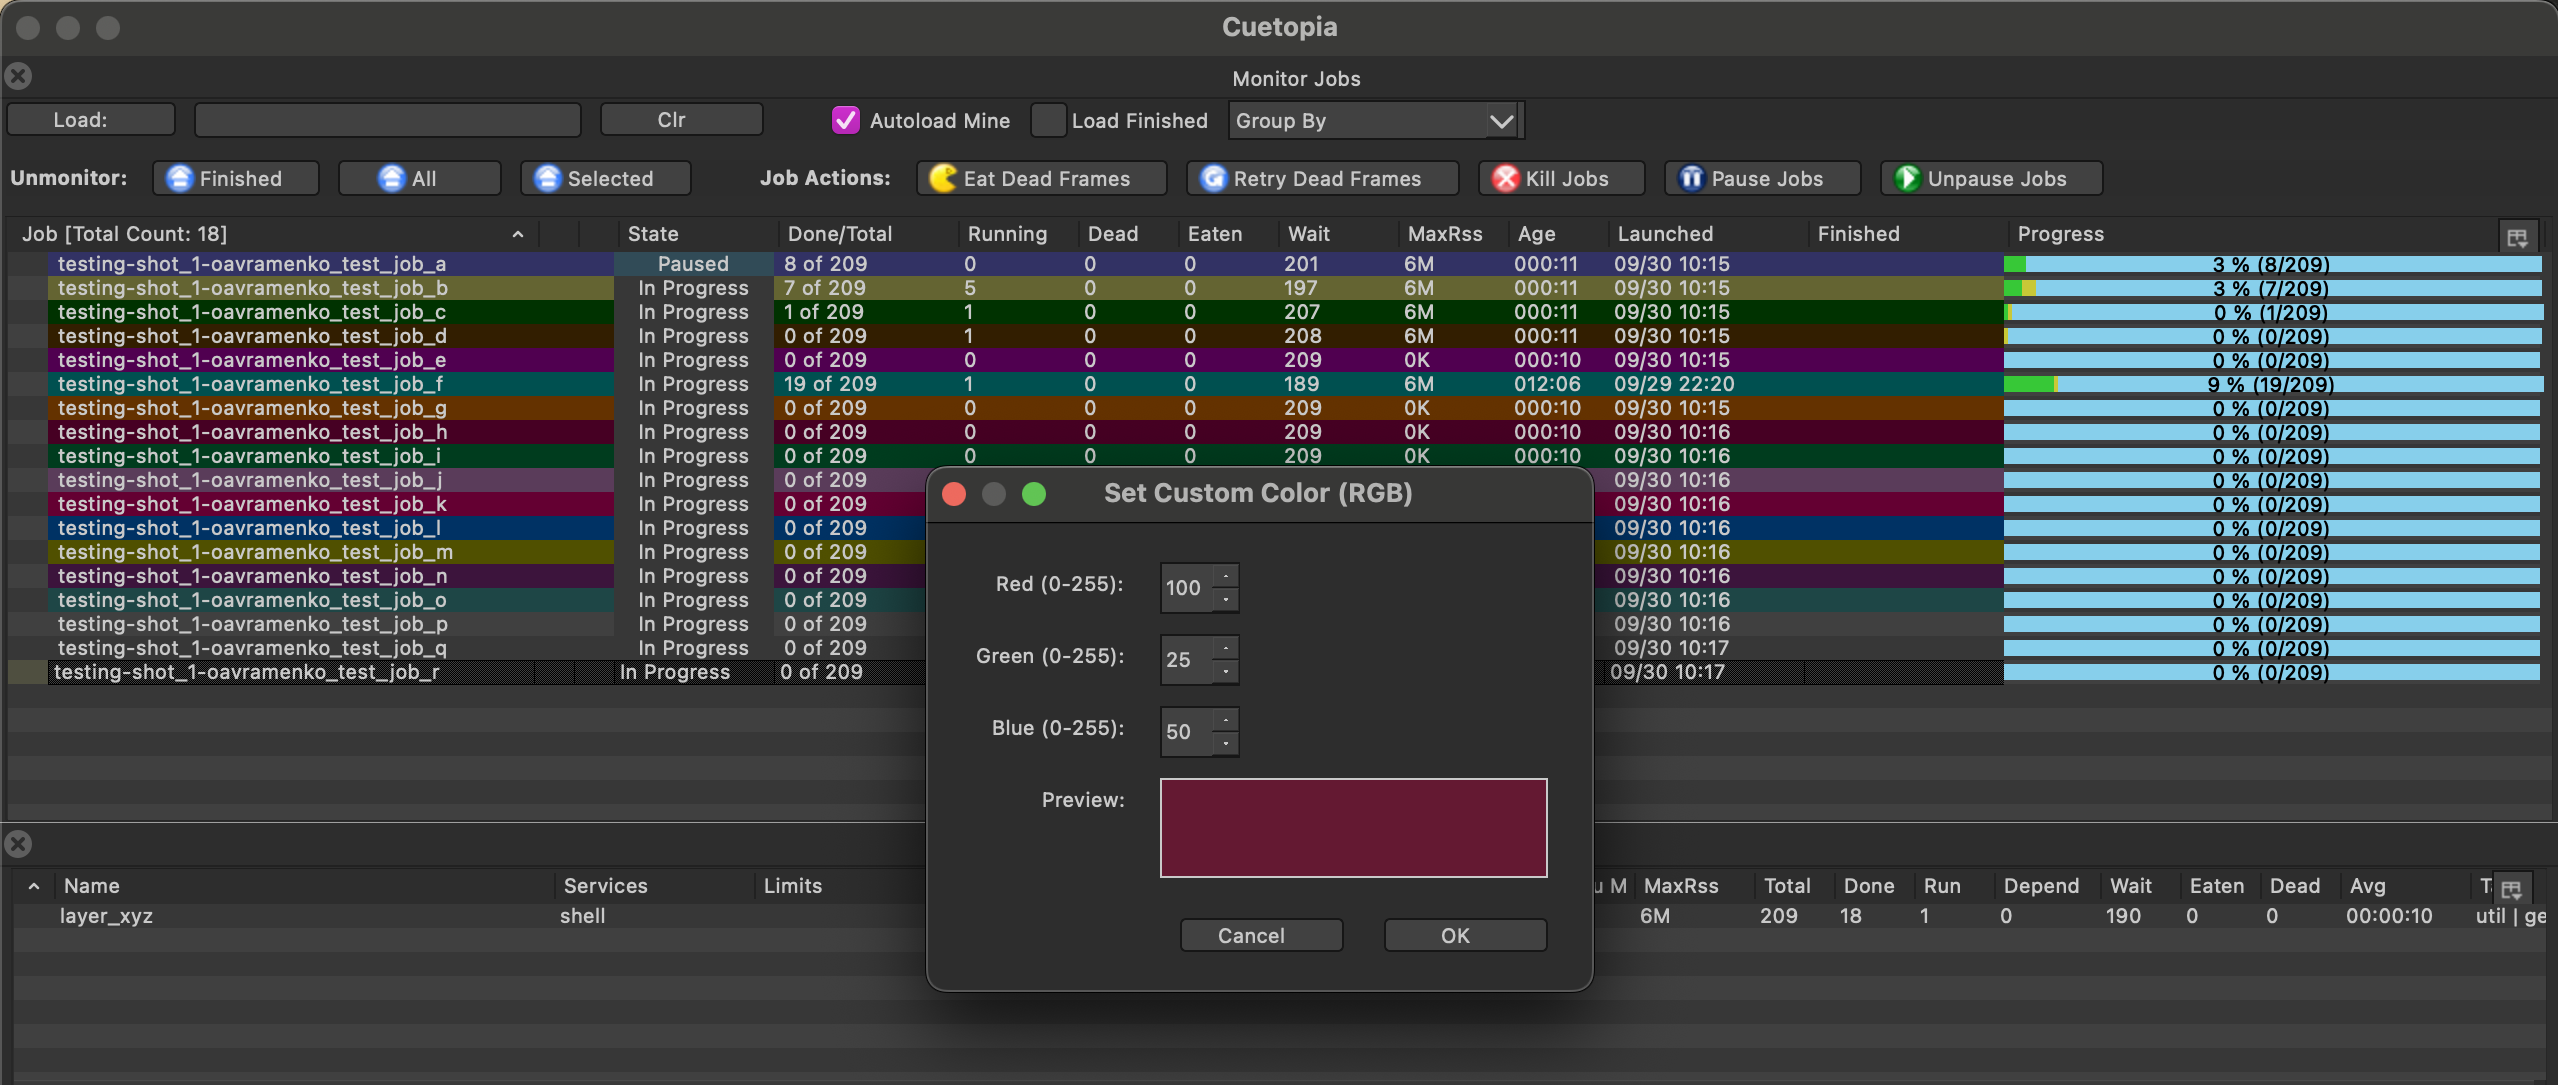 Cuetopia
Monitor Jobs
Load: Clr Autoload Mine Load Finished Group By
Unmonitor: Finished All Selected Job Actions: Eat Dead Frames Retry Dead Frames Kill Jobs Pause Jobs Unpause Jobs
Job [Total Count: 18] State Done/Total Running Dead Eaten Wait MaxRss Age Launched Finished Progress
testing-shot_1-oavramenko_test_job_a Paused 8 of 209 0 0 0 201 6M 000:11 09/30 10:15 3 % (8/209)
testing-shot_1-oavramenko_test_job_b In Progress 7 of 209 5 0 0 197 6M 000:11 09/30 10:15 3 % (7/209)
testing-shot_1-oavramenko_test_job_c In Progress 1 of 209 1 0 0 207 6M 000:11 09/30 10:15 0 % (1/209)
testing-shot_1-oavramenko_test_job_d In Progress 0 of 209 1 0 0 208 6M 000:11 09/30 10:15 0 % (0/209)
testing-shot_1-oavramenko_test_job_e In Progress 0 of 209 0 0 0 209 0K 000:10 09/30 10:15 0 % (0/209)
testing-shot_1-oavramenko_test_job_f In Progress 19 of 209 1 0 0 189 6M 012:06 09/29 22:20 9 % (19/209)
testing-shot_1-oavramenko_test_job_g In Progress 0 of 209 0 0 0 209 0K 000:10 09/30 10:15 0 % (0/209)
testing-shot_1-oavramenko_test_job_h In Progress 0 of 209 0 0 0 209 0K 000:10 09/30 10:16 0 % (0/209)
testing-shot_1-oavramenko_test_job_i In Progress 0 of 209 0 0 0 209 0K 000:10 09/30 10:16 0 % (0/209)
testing-shot_1-oavramenko_test_job_j In Progress 0 of 209 09/30 10:16 0 % (0/209)
testing-shot_1-oavramenko_test_job_k In Progress 0 of 209 09/30 10:16 0 % (0/209)
testing-shot_1-oavramenko_test_job_l In Progress 0 of 209 09/30 10:16 0 % (0/209)
testing-shot_1-oavramenko_test_job_m In Progress 0 of 209 09/30 10:16 0 % (0/209)
testing-shot_1-oavramenko_test_job_n In Progress 0 of 209 09/30 10:16 0 % (0/209)
testing-shot_1-oavramenko_test_job_o In Progress 0 of 209 09/30 10:16 0 % (0/209)
testing-shot_1-oavramenko_test_job_p In Progress 0 of 209 09/30 10:16 0 % (0/209)
testing-shot_1-oavramenko_test_job_q In Progress 0 of 209 09/30 10:17 0 % (0/209)
testing-shot_1-oavramenko_test_job_r In Progress 0 of 209 09/30 10:17 0 % (0/209)
Set Custom Color (RGB)
Red (0-255): 100
Green (0-255): 25
Blue (0-255): 50
Preview:
Cancel OK
Name Services Limits M MaxRss Total Done Run Depend Wait Eaten Dead Avg
layer_xyz shell 6M 209 18 1 0 190 0 0 00:00:10 util | ge